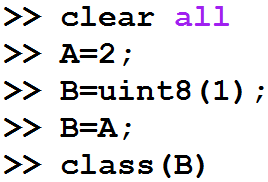 >> clear all
>> A=2;
>> B=uint8(1);
>> B=A;
>> class(B)